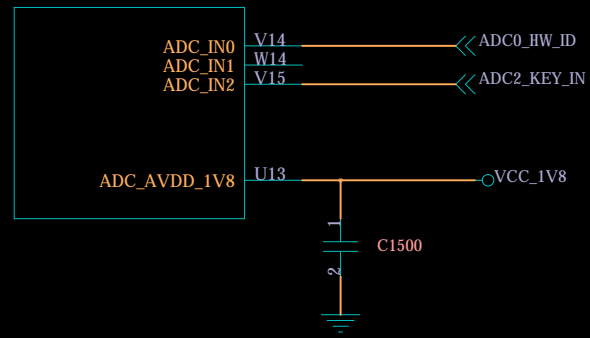 ADC_IN0 V14 ADC0_HW_ID
ADC_IN1 W14
ADC_IN2 V15 ADC2_KEY_IN
ADC_AVDD_1V8 U13 VCC_1V8
1
C1500
2